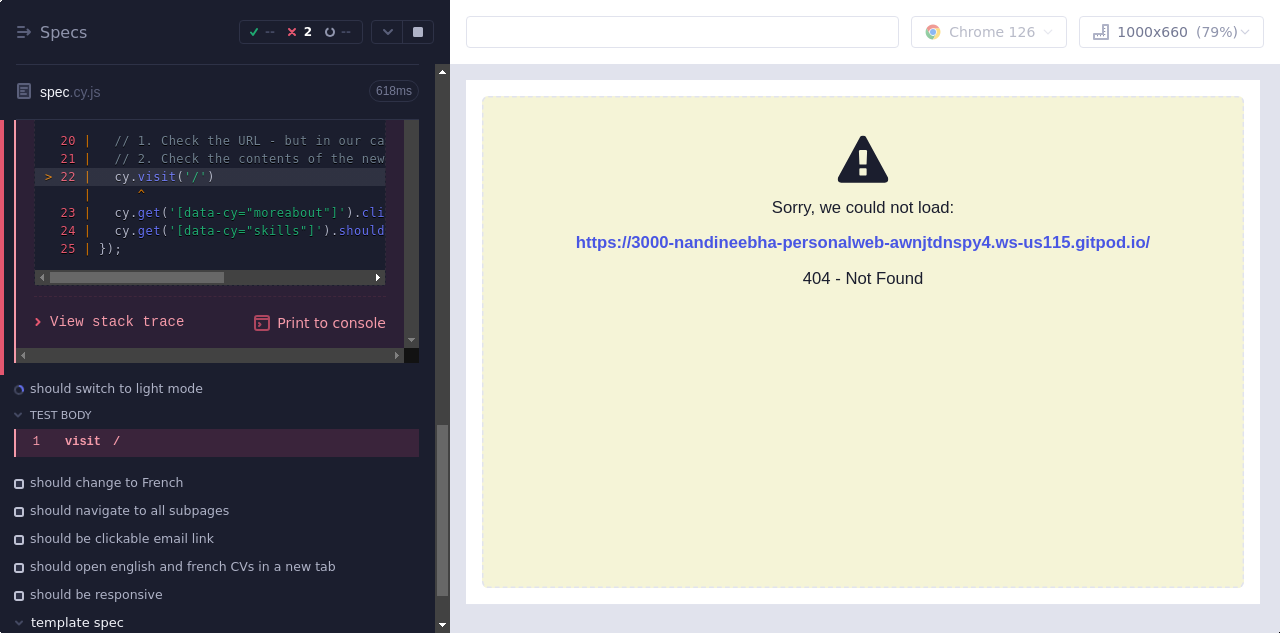 Specs
-- 2 --
Chrome 126
1000x660 (79%)
spec.cy.js
618ms
20 | // 1. Check the URL - but in our ca
21 | // 2. Check the contents of the new
> 22 | cy.visit('/')
| ^
23 | cy.get('[data-cy="moreabout"]').cli
24 | cy.get('[data-cy="skills"]').should
25 | });
View stack trace
Print to console
should switch to light mode
TEST BODY
1 visit /
should change to French
should navigate to all subpages
should be clickable email link
should open english and french CVs in a new tab
should be responsive
template spec
Sorry, we could not load:
https://3000-nandineebha-personalweb-awnjtdnspy4.ws-us115.gitpod.io/
404 - Not Found